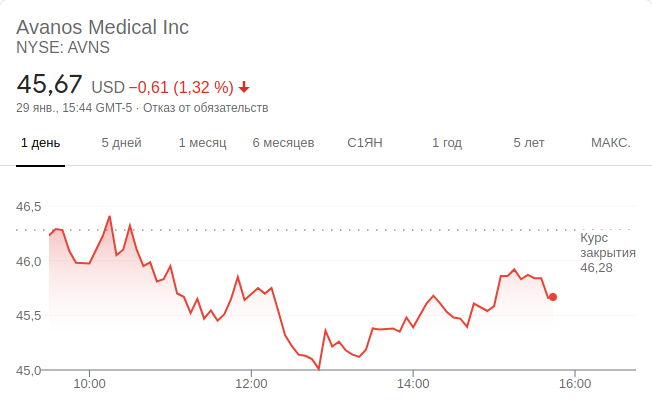 Avanos Medical Inc
NYSE: AVNS
45,67 USD −0,61 (1,32 %)
29 янв., 15:44 GMT-5 · Отказ от обязательств
1 день 5 дней 1 месяц 6 месяцев С1ЯН 1 год 5 лет МАКС.
46,5
46,0
45,5
45,0
Курс
закрытия
46,28
10:00 12:00 14:00 16:00